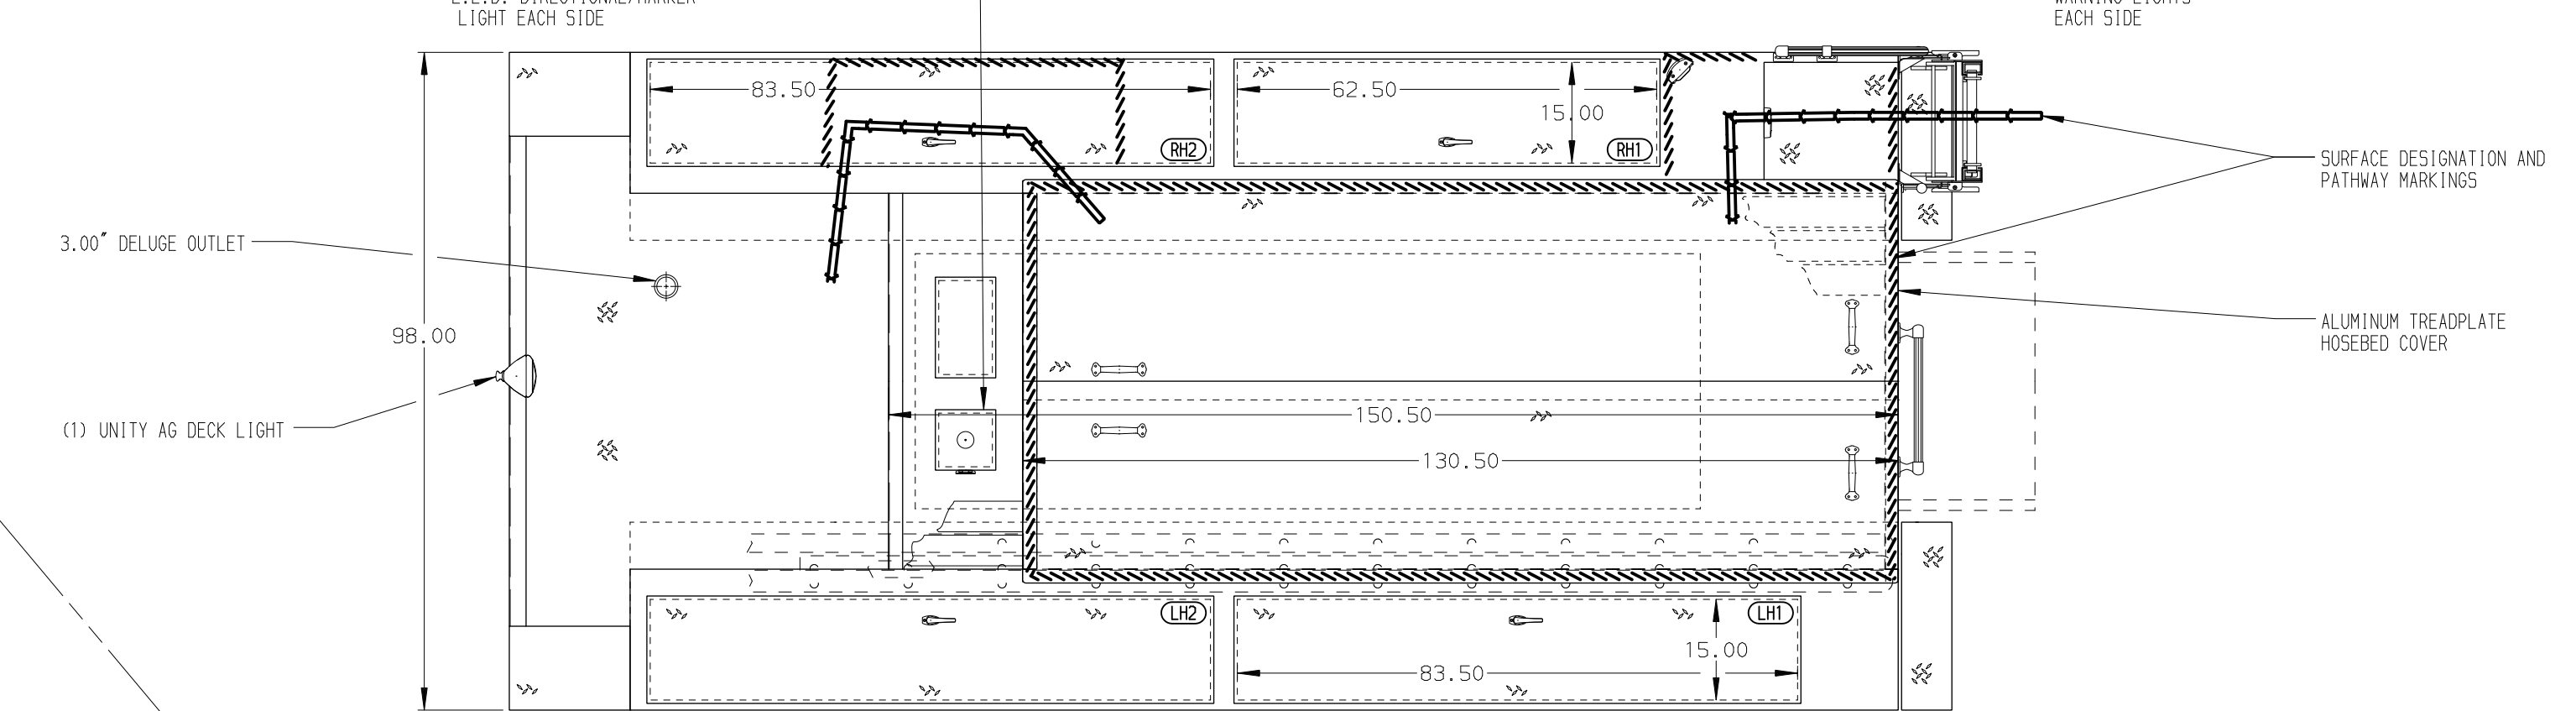 LIGHT EACH SIDE
EACH SIDE
83.50
62.50
15.00
RH2
RH1
SURFACE DESIGNATION AND
PATHWAY MARKINGS
3.00" DELUGE OUTLET
98.00
ALUMINUM TREADPLATE
HOSEBED COVER
(1) UNITY AG DECK LIGHT
150.50
130.50
LH2
LH1
15.00
83.50